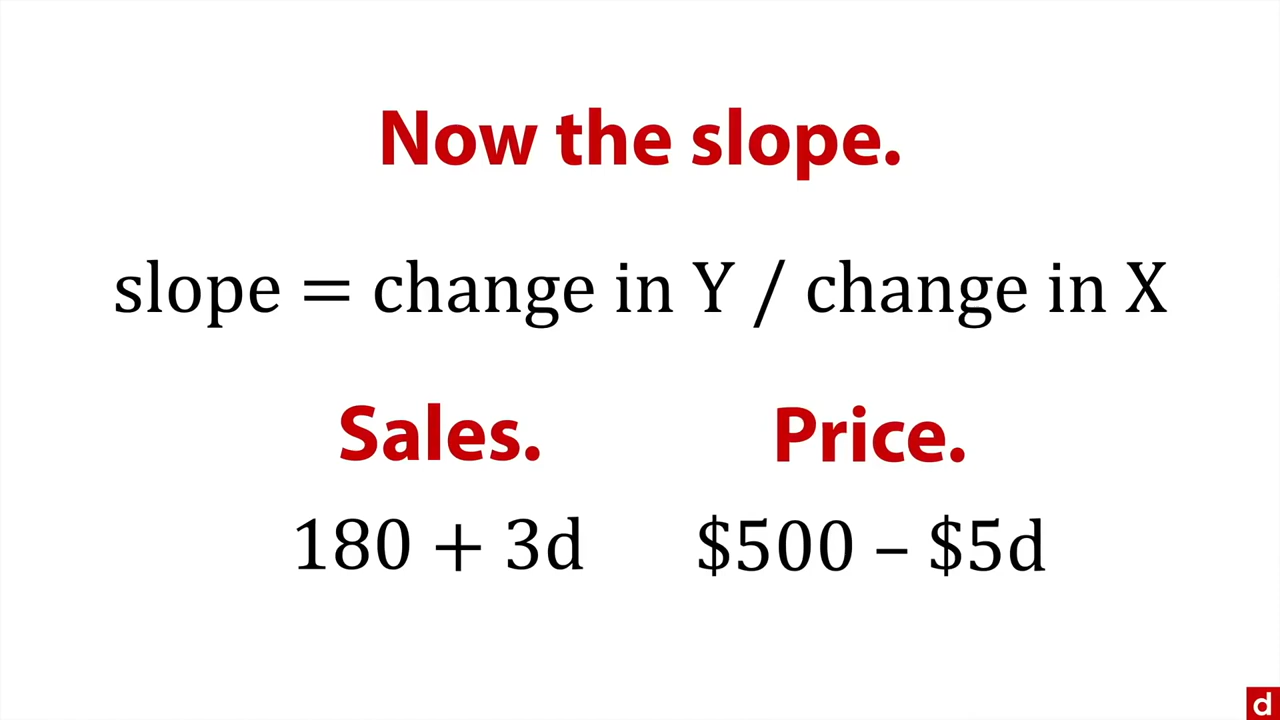 Now the slope.
slope = change in Y / change in X
Sales. Price.
180 + 3d $500 – $5d
d